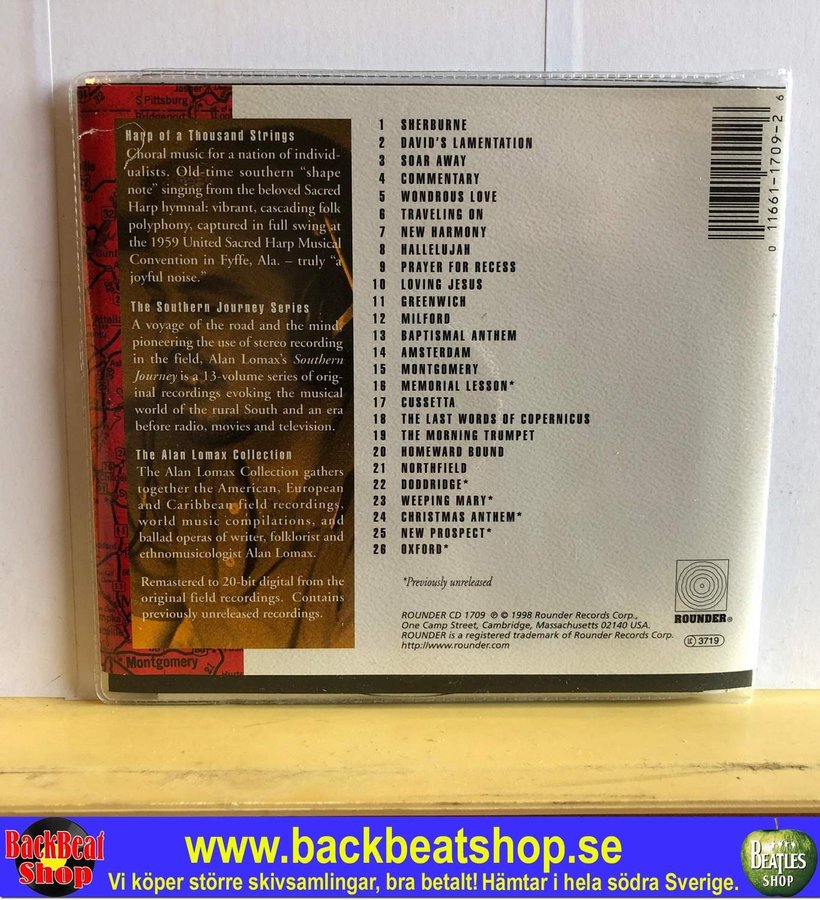 S Pittsburg
Harp of a Thousand Strings
Choral music for a nation of individ-
ualists. Old-time southern “shape
note” singing from the beloved Sacred
Harp hymnal: vibrant, cascading folk
polyphony, captured in full swing at
the 1959 United Sacred Harp Musical
Convention in Fyffe, Ala. – truly “a
joyful noise.”
The Southern Journey Series
A voyage of the road and the mind,
pioneering the use of stereo recording
in the field, Alan Lomax’s Southern
Journey is a 13-volume series of orig-
inal recordings evoking the musical
world of the rural South and an era
before radio, movies and television.
The Alan Lomax Collection
The Alan Lomax Collection gathers
together the American, European
and Caribbean field recordings,
world music compilations, and
ballad operas of writer, folklorist and
ethnomusicologist Alan Lomax.
Remastered to 20-bit digital from the
original field recordings. Contains
previously unreleased recordings.
Montgomery
1 SHERBURNE
2 DAVID'S LAMENTATION
3 SOAR AWAY
4 COMMENTARY
5 WONDROUS LOVE
6 TRAVELING ON
7 NEW HARMONY
8 HALLELUJAH
9 PRAYER FOR RECESS
10 LOVING JESUS
11 GREENWICH
12 MILFORD
13 BAPTISMAL ANTHEM
14 AMSTERDAM
15 MONTGOMERY
16 MEMORIAL LESSON*
17 CUSSETTA
18 THE LAST WORDS OF COPERNICUS
19 THE MORNING TRUMPET
20 HOMEWARD BOUND
21 NORTHFIELD
22 DODDRIDGE*
23 WEEPING MARY*
24 CHRISTMAS ANTHEM*
25 NEW PROSPECT*
26 OXFORD*
*Previously unreleased
ROUNDER CD 1709 ℗ © 1998 Rounder Records Corp.,
One Camp Street, Cambridge, Massachusetts 02140 USA.
ROUNDER is a registered trademark of Rounder Records Corp.
http://www.rounder.com
0 11661-1709-2 6
ROUNDER®
LC 3719
BackBeat
Shop
www.backbeatshop.se
Vi köper större skivsamlingar, bra betalt! Hämtar i hela södra Sverige.
BEATLES
SHOP